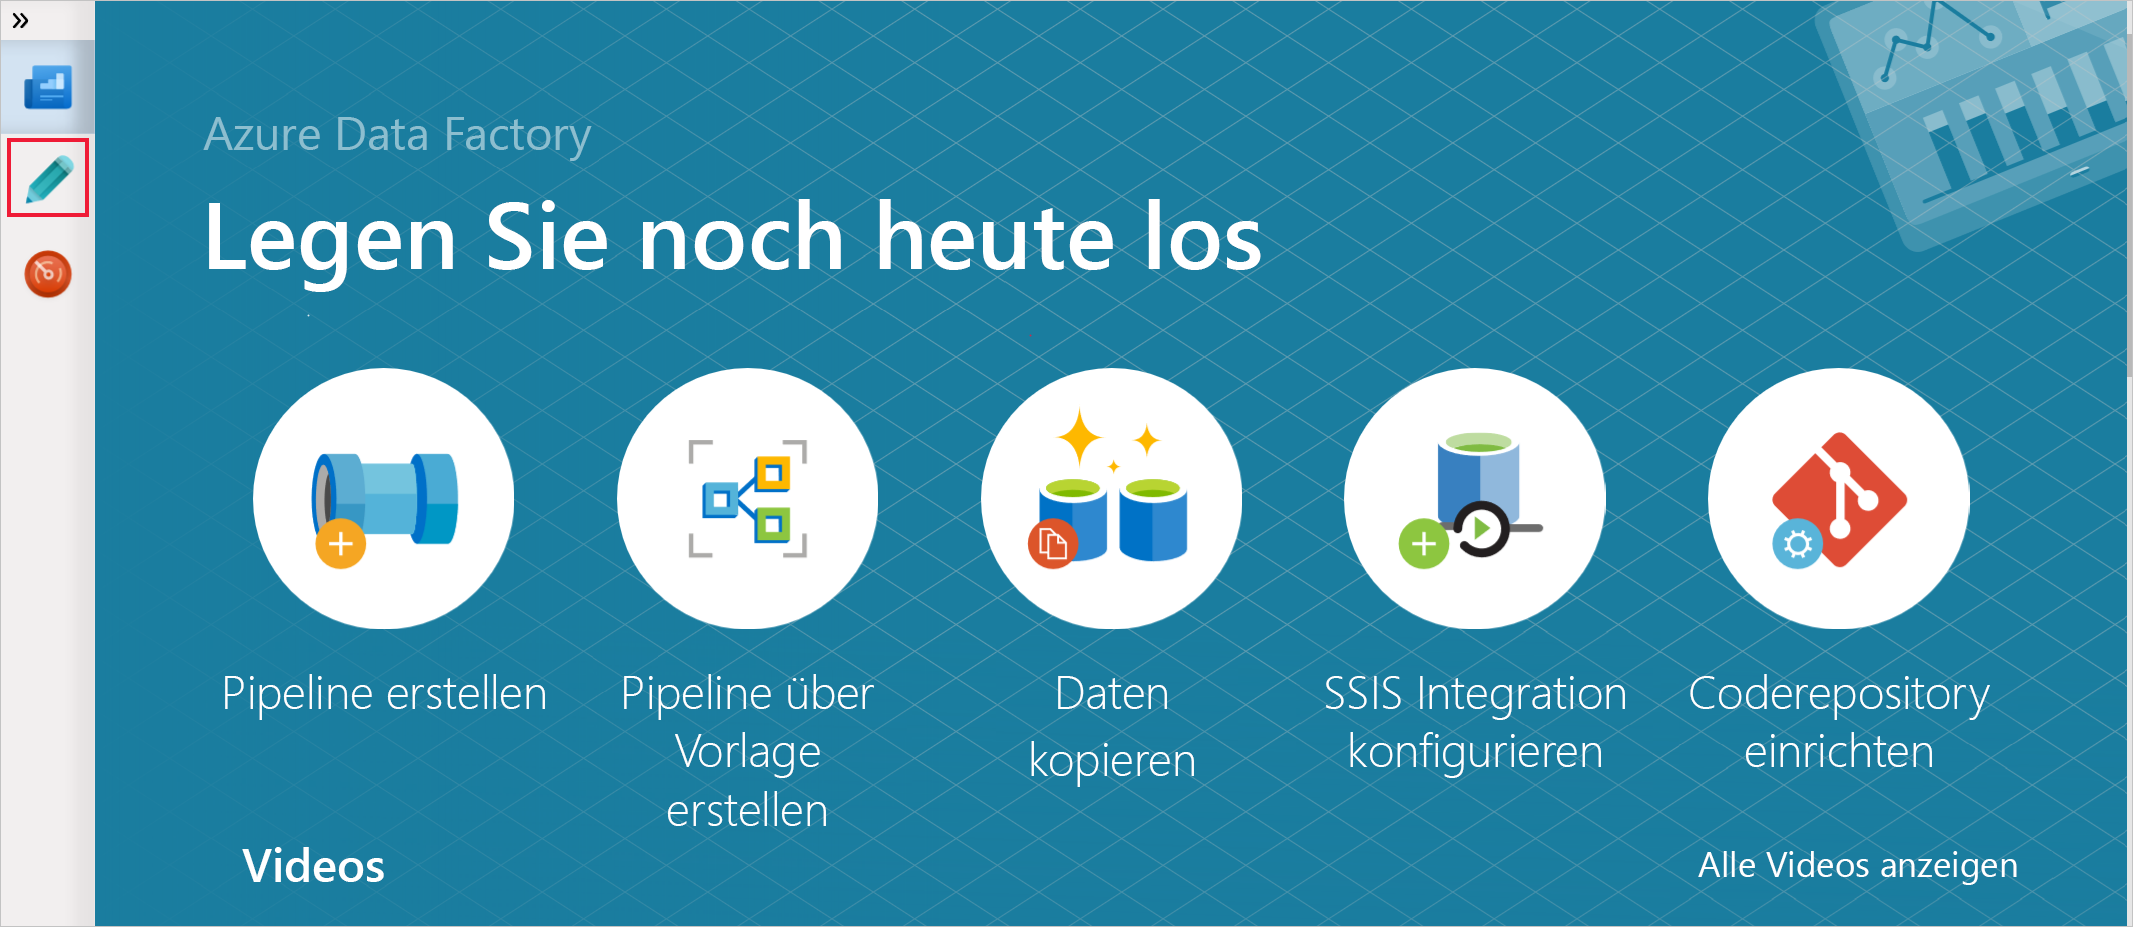 Azure Data Factory
Legen Sie noch heute los
Pipeline erstellen
Pipeline über
Vorlage
erstellen
Daten
kopieren
SSIS Integration
konfigurieren
Coderepository
einrichten
Videos
Alle Videos anzeigen